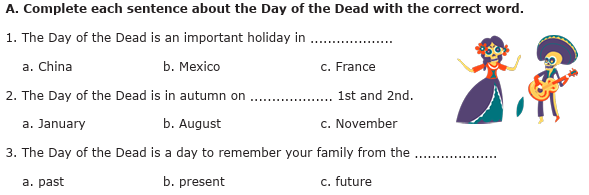 A. Complete each sentence about the Day of the Dead with the correct word.
1. The Day of the Dead is an important holiday in ...................
a. China b. Mexico c. France
2. The Day of the Dead is in autumn on ................... 1st and 2nd.
a. January b. August c. November
3. The Day of the Dead is a day to remember your family from the ...................
a. past b. present c. future